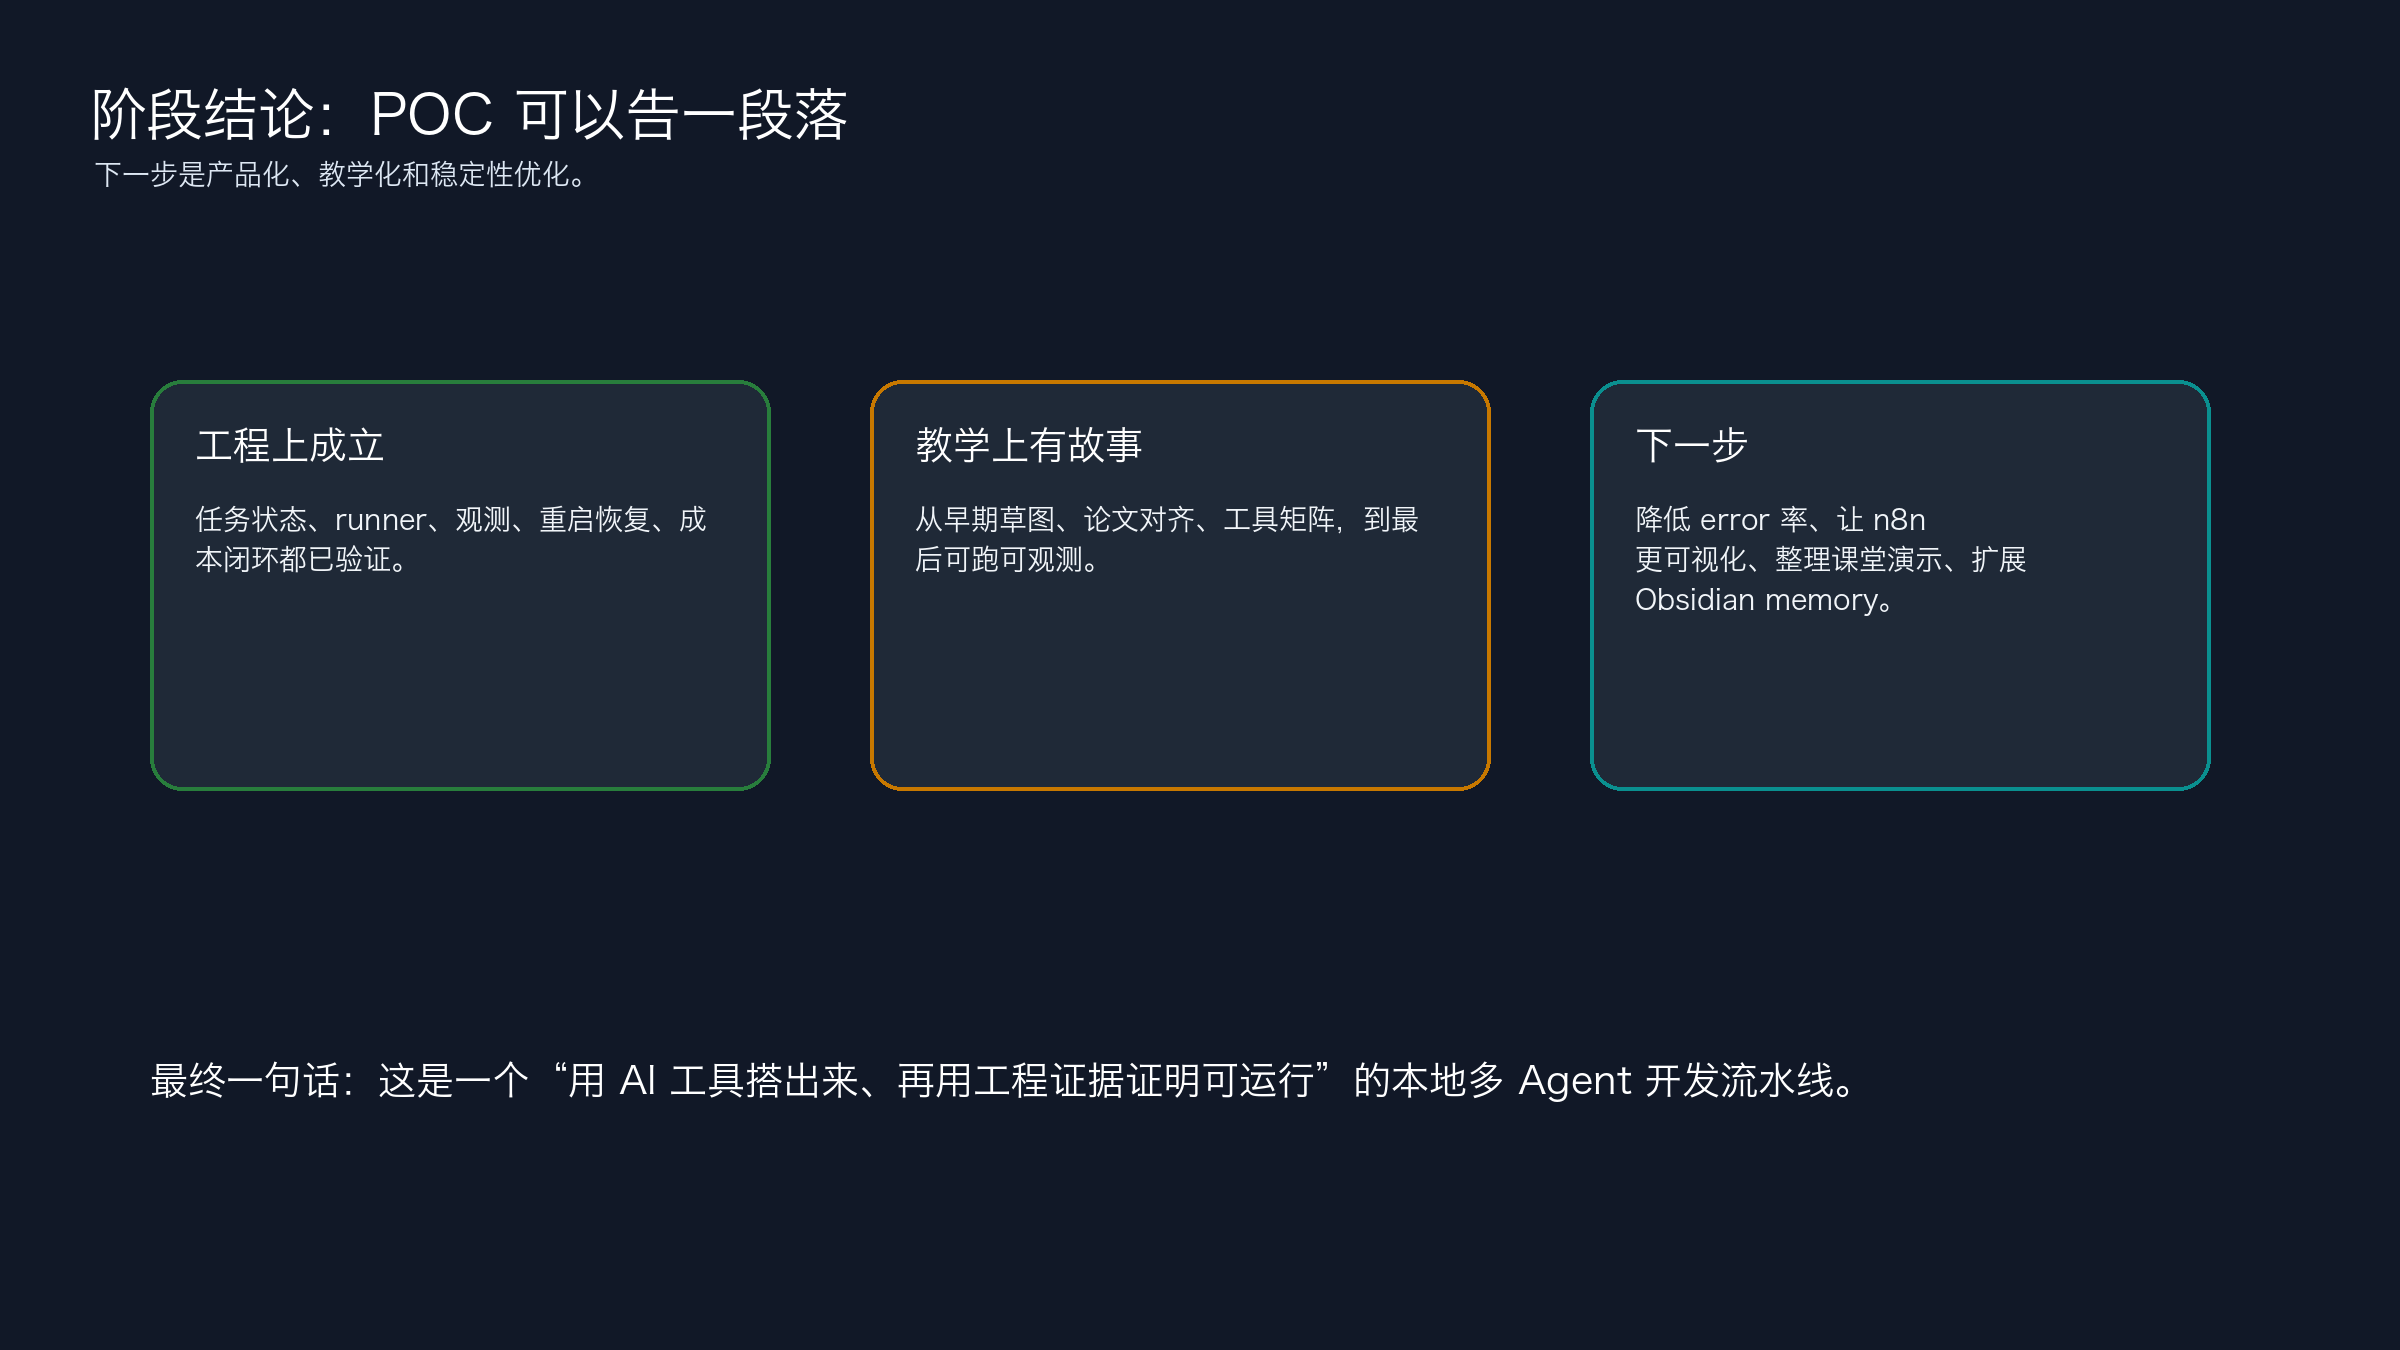 阶段结论：POC 可以告一段落
下一步是产品化、教学化和稳定性优化。
工程上成立
任务状态、runner、观测、重启恢复、成
本闭环都已验证。
教学上有故事
从早期草图、论文对齐、工具矩阵，到最
后可跑可观测。
下一步
降低 error 率、让 n8n
更可视化、整理课堂演示、扩展
Obsidian memory。
最终一句话：这是一个“用 AI 工具搭出来、再用工程证据证明可运行”的本地多 Agent 开发流水线。